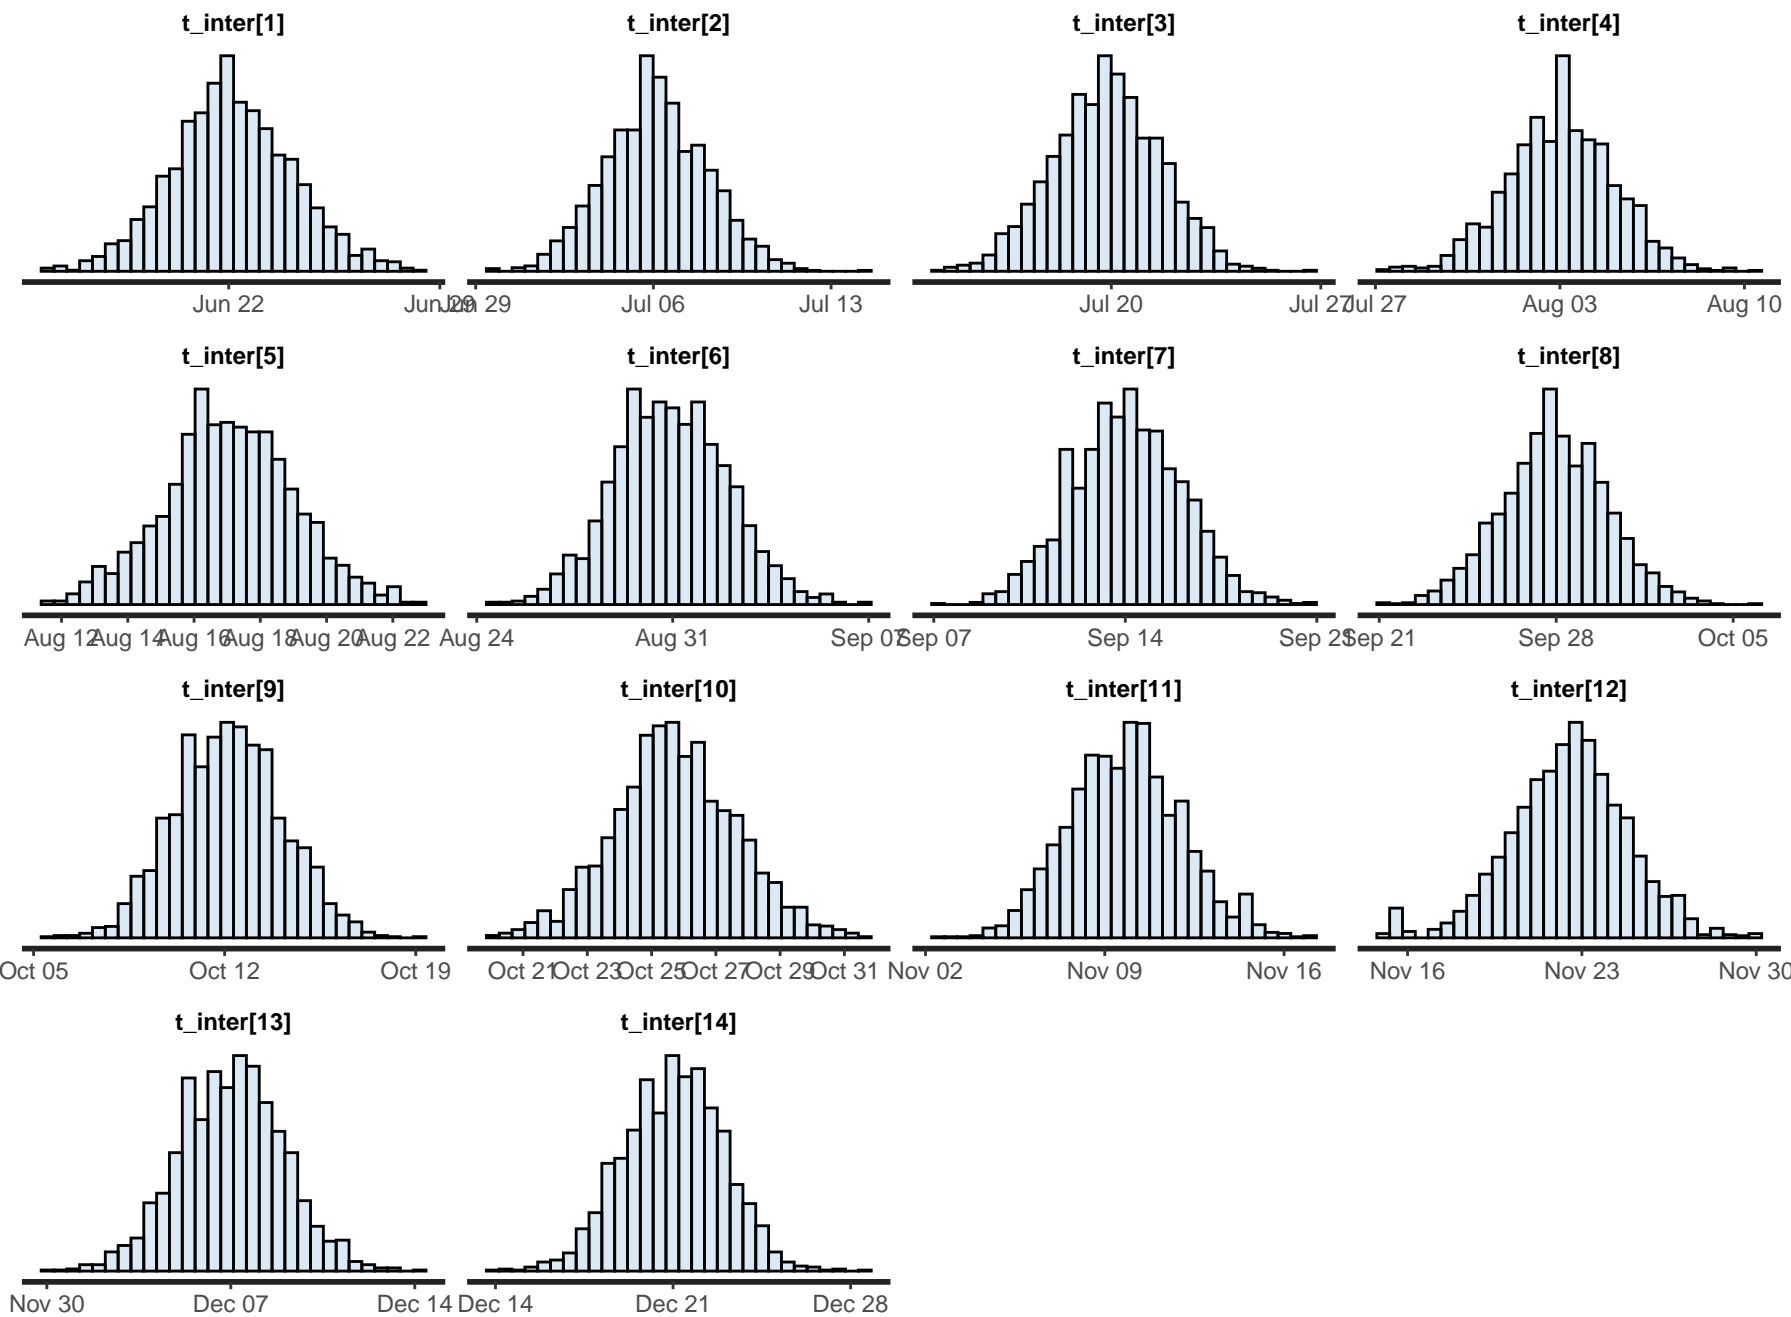 t_inter[1] t_inter[2] t_inter[3] t_inter[4]
Jun 22 Jun 29 Jun 29 Jul 06 Jul 13 Jul 20 Jul 27 Jul 27 Aug 03 Aug 10
t_inter[5] t_inter[6] t_inter[7] t_inter[8]
Aug 12 Aug 14 Aug 16 Aug 18 Aug 20 Aug 22 Aug 24 Aug 31 Sep 07 Sep 07 Sep 14 Sep 21 Sep 21 Sep 28 Oct 05
t_inter[9] t_inter[10] t_inter[11] t_inter[12]
Oct 05 Oct 12 Oct 19 Oct 21 Oct 23 Oct 25 Oct 27 Oct 29 Oct 31 Nov 02 Nov 09 Nov 16 Nov 16 Nov 23 Nov 30
t_inter[13] t_inter[14]
Nov 30 Dec 07 Dec 14 Dec 14 Dec 21 Dec 28